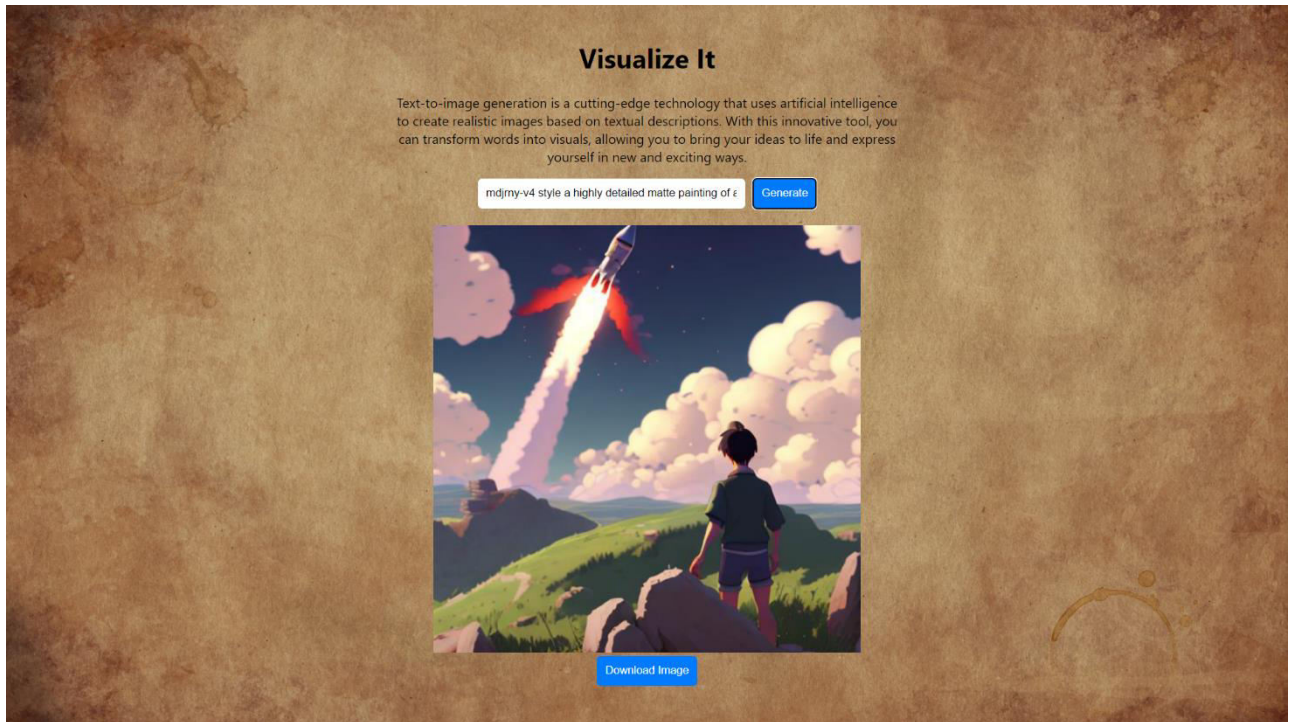 Visualize It
Text-to-image generation is a cutting-edge technology that uses artificial intelligence
to create realistic images based on textual descriptions. With this innovative tool, you
can transform words into visuals, allowing you to bring your ideas to life and express
yourself in new and exciting ways.
mdjrny-v4 style a highly detailed matte painting of
Generate
Download Image